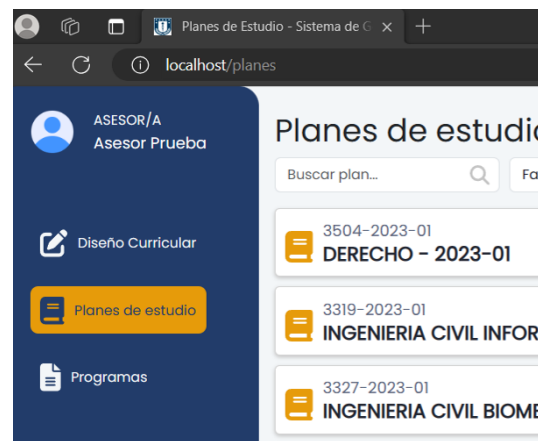 Planes de Estudio - Sistema de G
localhost/planes
ASESOR/A
Asesor Prueba
Planes de estudio
Buscar plan...
Fa
3504-2023-01
DERECHO - 2023-01
Diseño Curricular
Planes de estudio
3319-2023-01
INGENIERIA CIVIL INFOR
Programas
3327-2023-01
INGENIERIA CIVIL BIOME